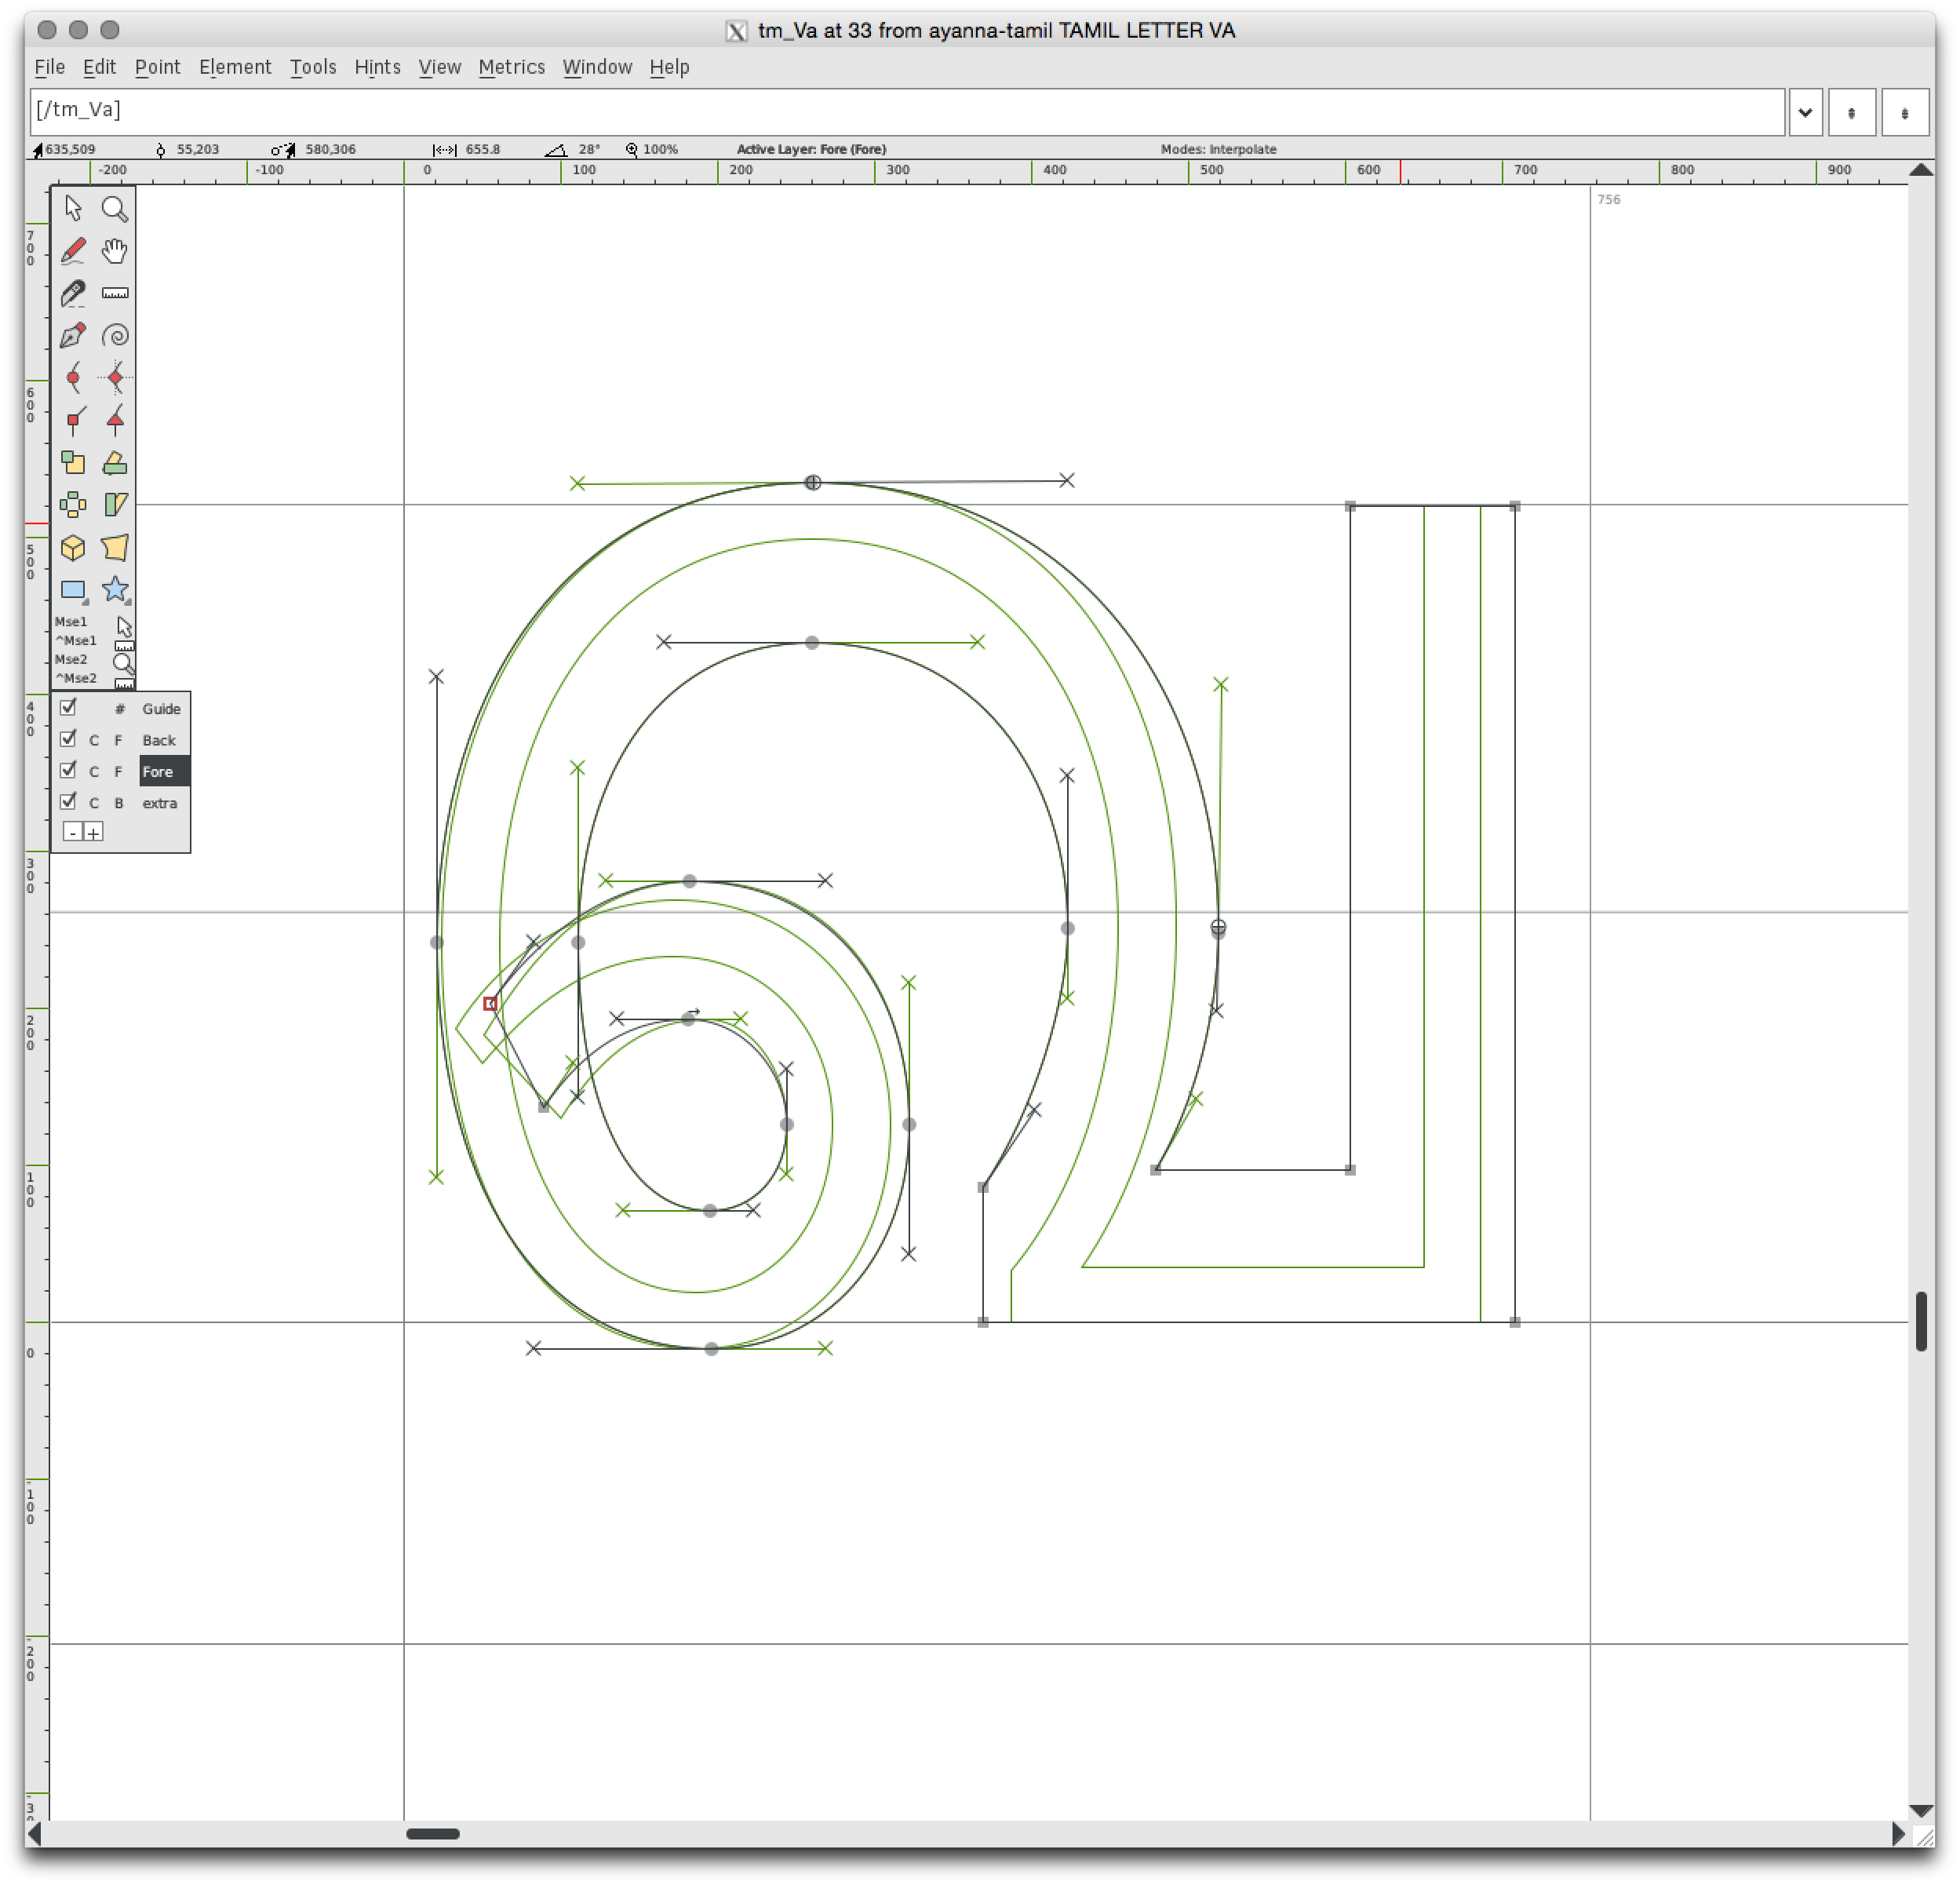 tm_Va at 33 from ayanna-tamil TAMIL LETTER VA
File Edit Point Element Tools Hints View Metrics Window Help
[/tm_Va]
635,509 55,203 580,306 655.8 28° 100% Active Layer: Fore (Fore) Modes: Interpolate
-200 -100 0 100 200 300 400 500 600 700 800 900
756
700
600
500
Mse1
^Mse1
Mse2
^Mse2
400
# Guide
C F Back
C F Fore
C B extra
- +
300
200
100
0
-100
-200
-30